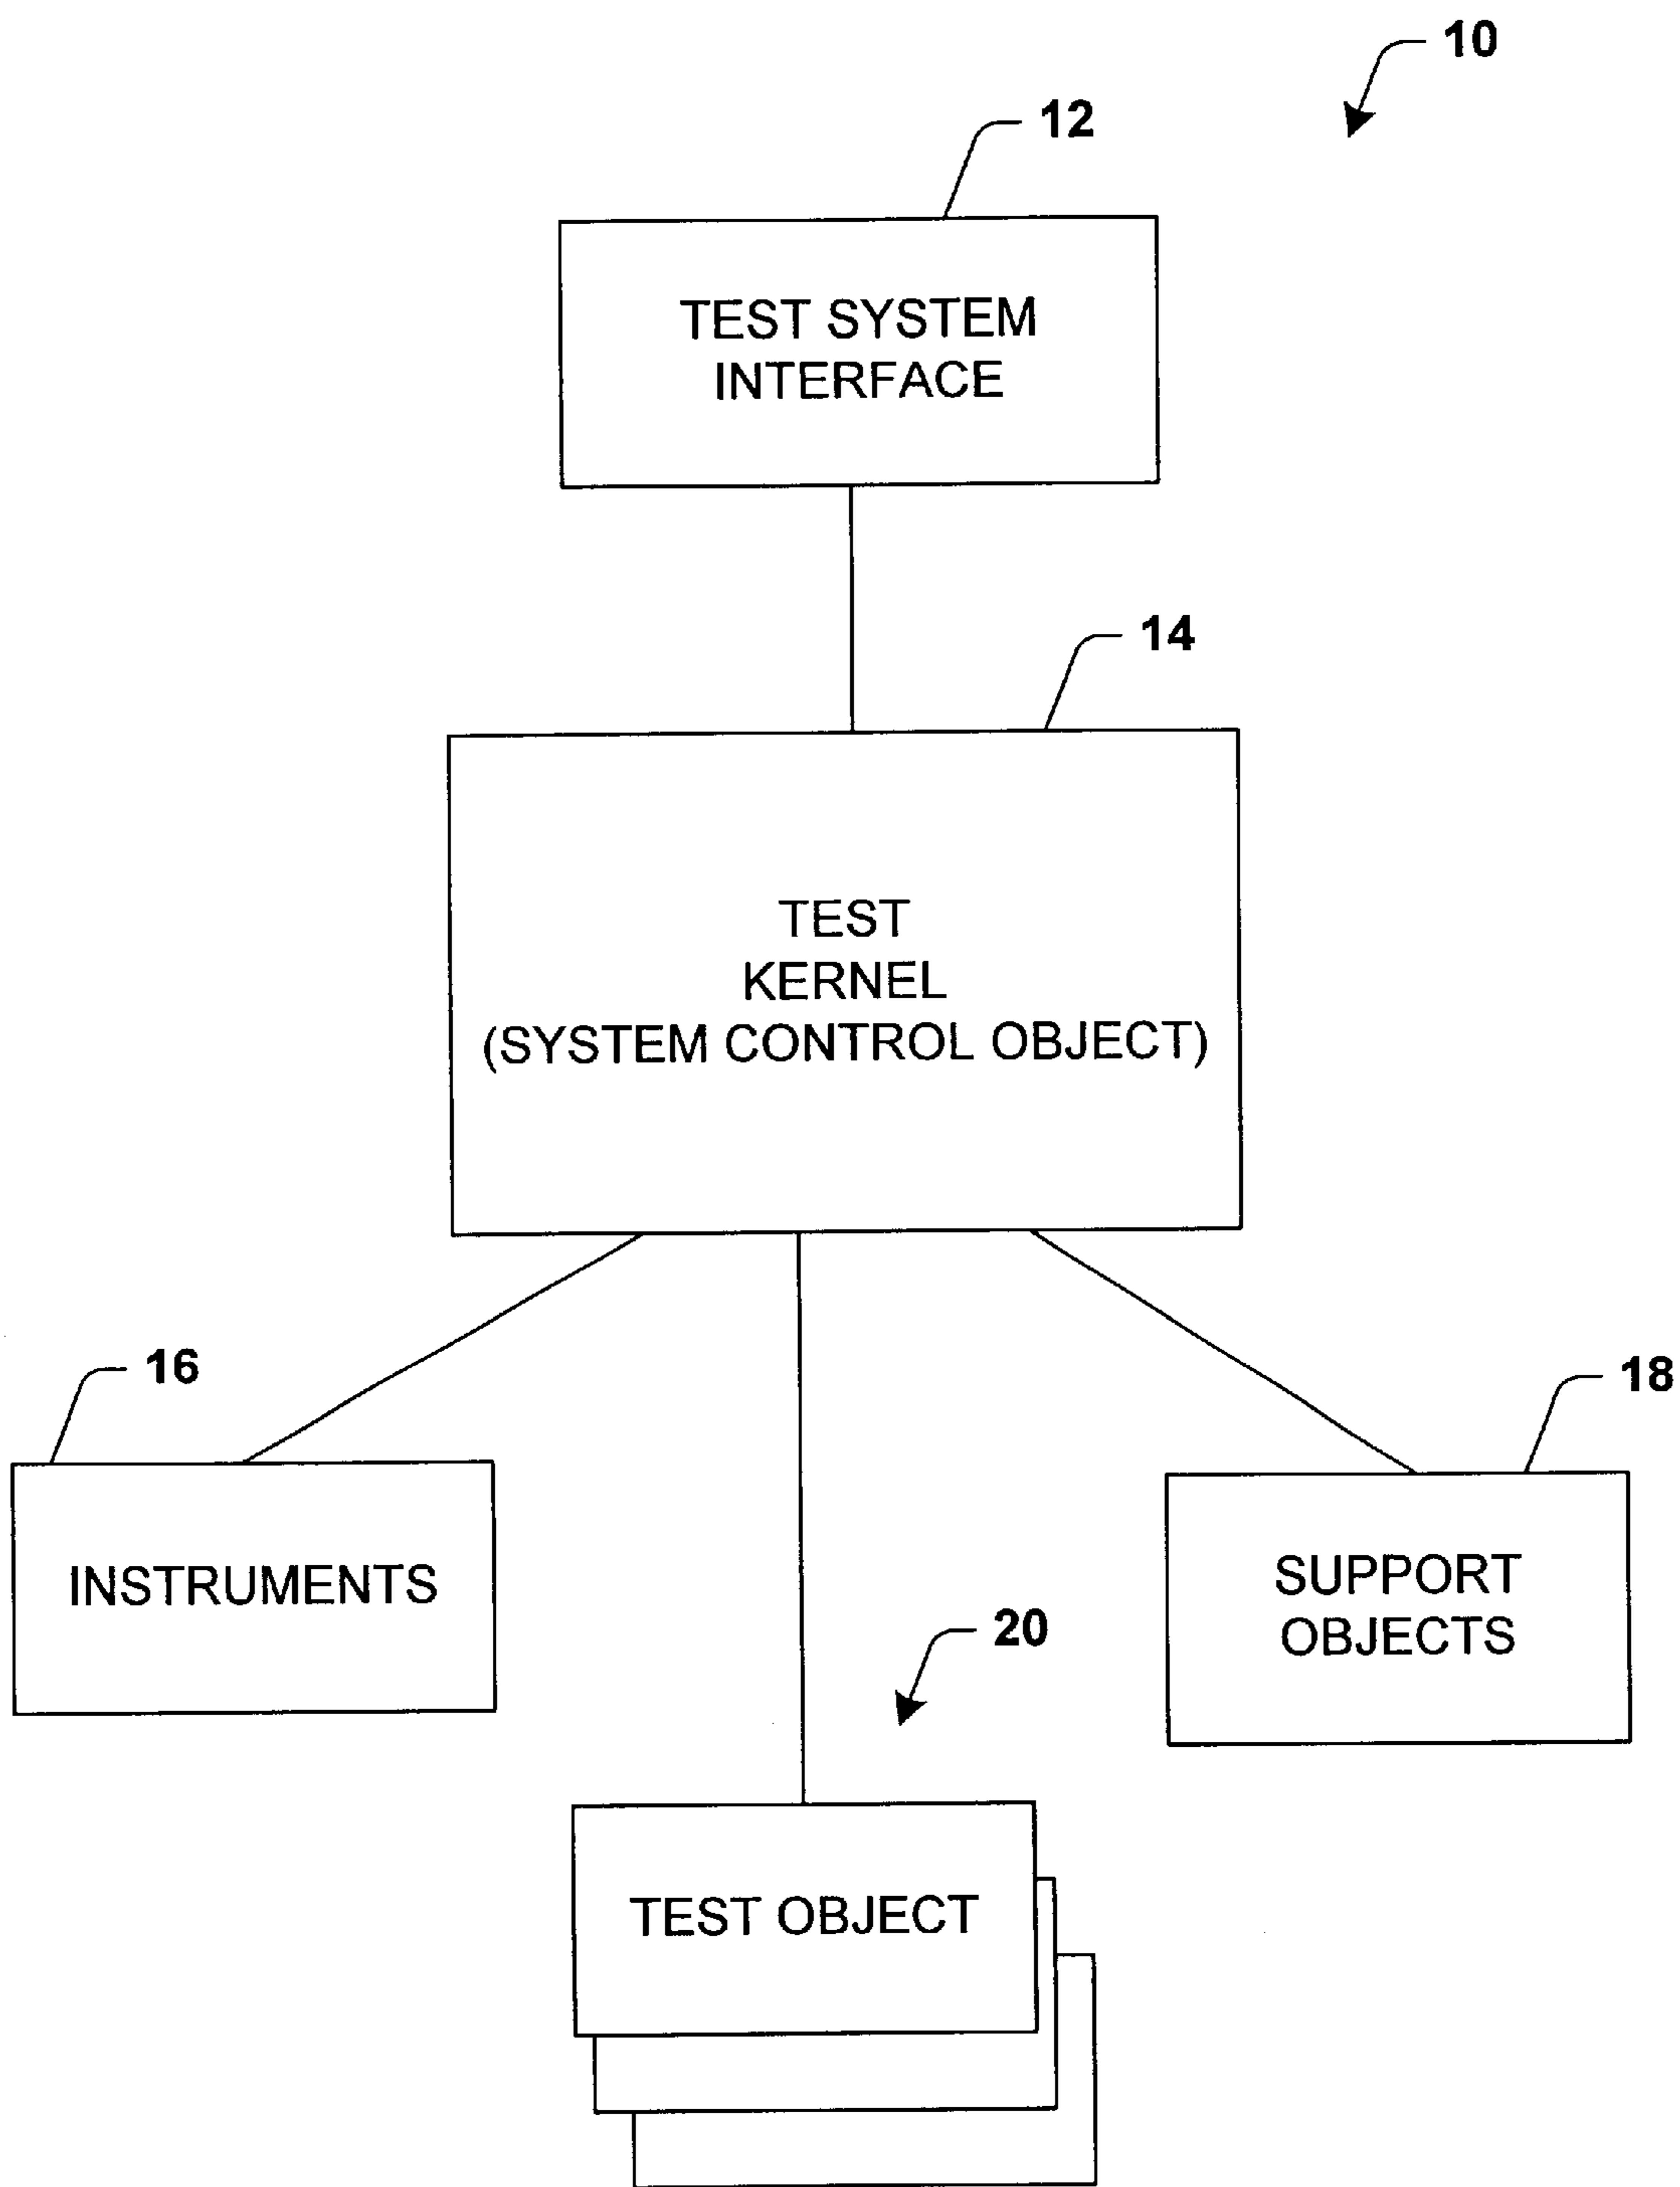 10
12
TEST SYSTEM
INTERFACE
14
TEST
KERNEL
(SYSTEM CONTROL OBJECT)
16
INSTRUMENTS
18
SUPPORT
OBJECTS
20
TEST OBJECT